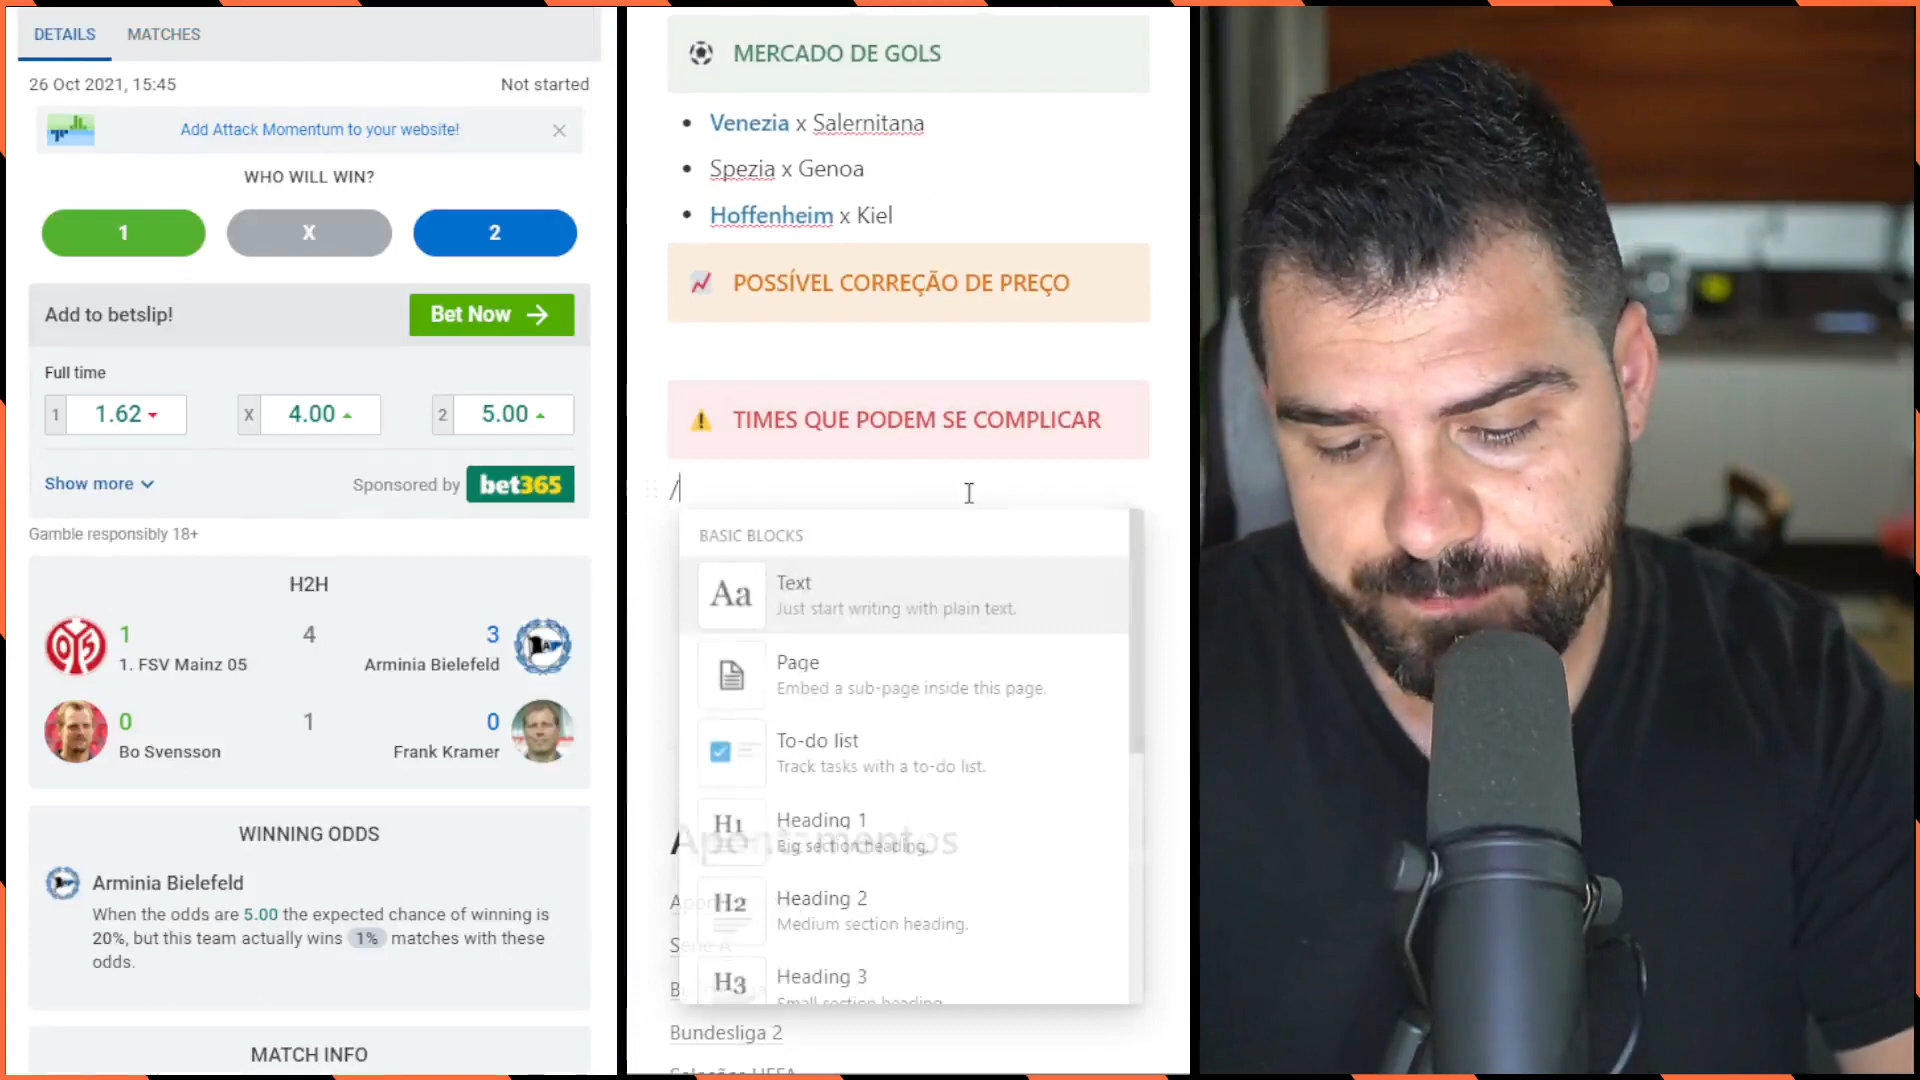 DETAILS MATCHES
26 Oct 2021, 15:45 Not started
Add Attack Momentum to your website!
WHO WILL WIN?
1 X 2
Add to betslip! Bet Now
Full time
1 1.62 X 4.00 2 5.00
Show more Sponsored by bet365
Gamble responsibly 18+
H2H
1 4 3
1. FSV Mainz 05 Arminia Bielefeld
0 1 0
Bo Svensson Frank Kramer
WINNING ODDS
Arminia Bielefeld
When the odds are 5.00 the expected chance of winning is
20%, but this team actually wins 1% matches with these
odds.
MATCH INFO
MERCADO DE GOLS
Venezia x Salernitana
Spezia x Genoa
Hoffenheim x Kiel
POSSÍVEL CORREÇÃO DE PREÇO
TIMES QUE PODEM SE COMPLICAR
/
BASIC BLOCKS
Aa Text
Just start writing with plain text.
Page
Embed a sub-page inside this page.
To-do list
Track tasks with a to-do list.
H1 Heading 1
Big section heading.
Apontamentos
H2 Heading 2
Medium section heading.
Serie A
H3 Heading 3
Small section heading.
Bundesliga 2
Seleções UEFA